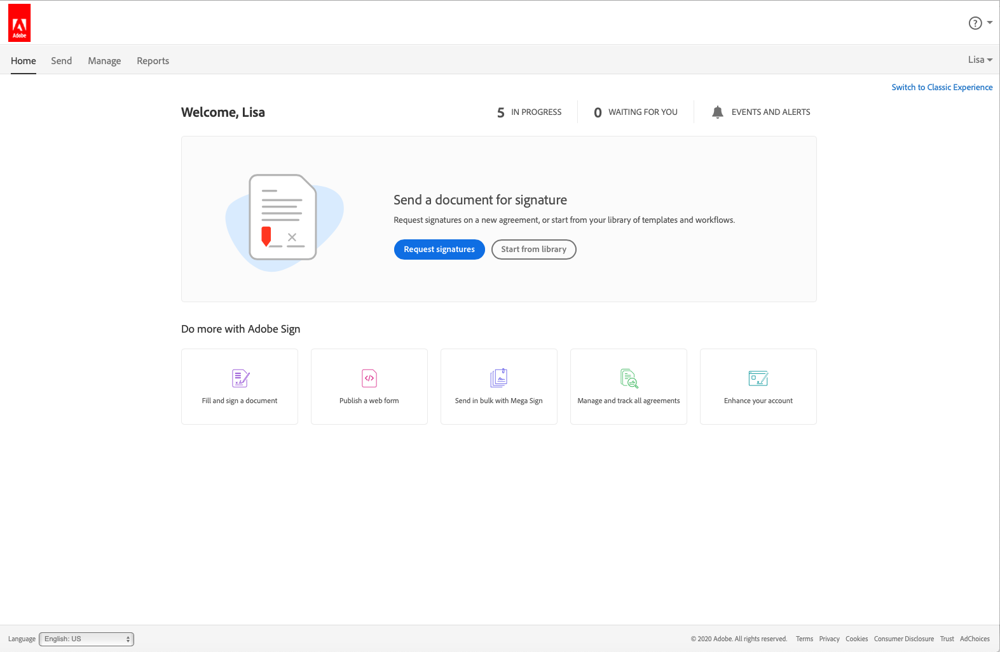 Adobe
?
Home Send Manage Reports Lisa
Switch to Classic Experience
Welcome, Lisa 5 IN PROGRESS 0 WAITING FOR YOU EVENTS AND ALERTS
Send a document for signature
Request signatures on a new agreement, or start from your library of templates and workflows.
Request signatures Start from library
Do more with Adobe Sign
Fill and sign a document Publish a web form Send in bulk with Mega Sign Manage and track all agreements Enhance your account
Language English: US © 2020 Adobe. All rights reserved. Terms Privacy Cookies Consumer Disclosure Trust AdChoices